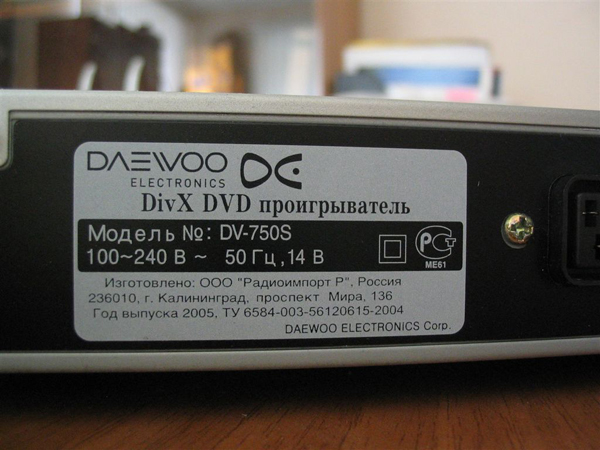 DAEWOO
ELECTRONICS
DivX DVD проигрыватель
Модель №: DV-750S
100~240 В ~ 50 Гц,14 В
МЕ61
Изготовлено: ООО "Радиоимпорт Р", Россия
236010, г. Калининград, проспект Мира, 136
Год выпуска 2005, ТУ 6584-003-56120615-2004
DAEWOO ELECTRONICS Corp.